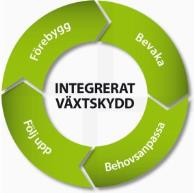 INTEGRERAT
VÄXTSKYDD
Förebygg
Bevaka
Behovsanpassa
Följ upp